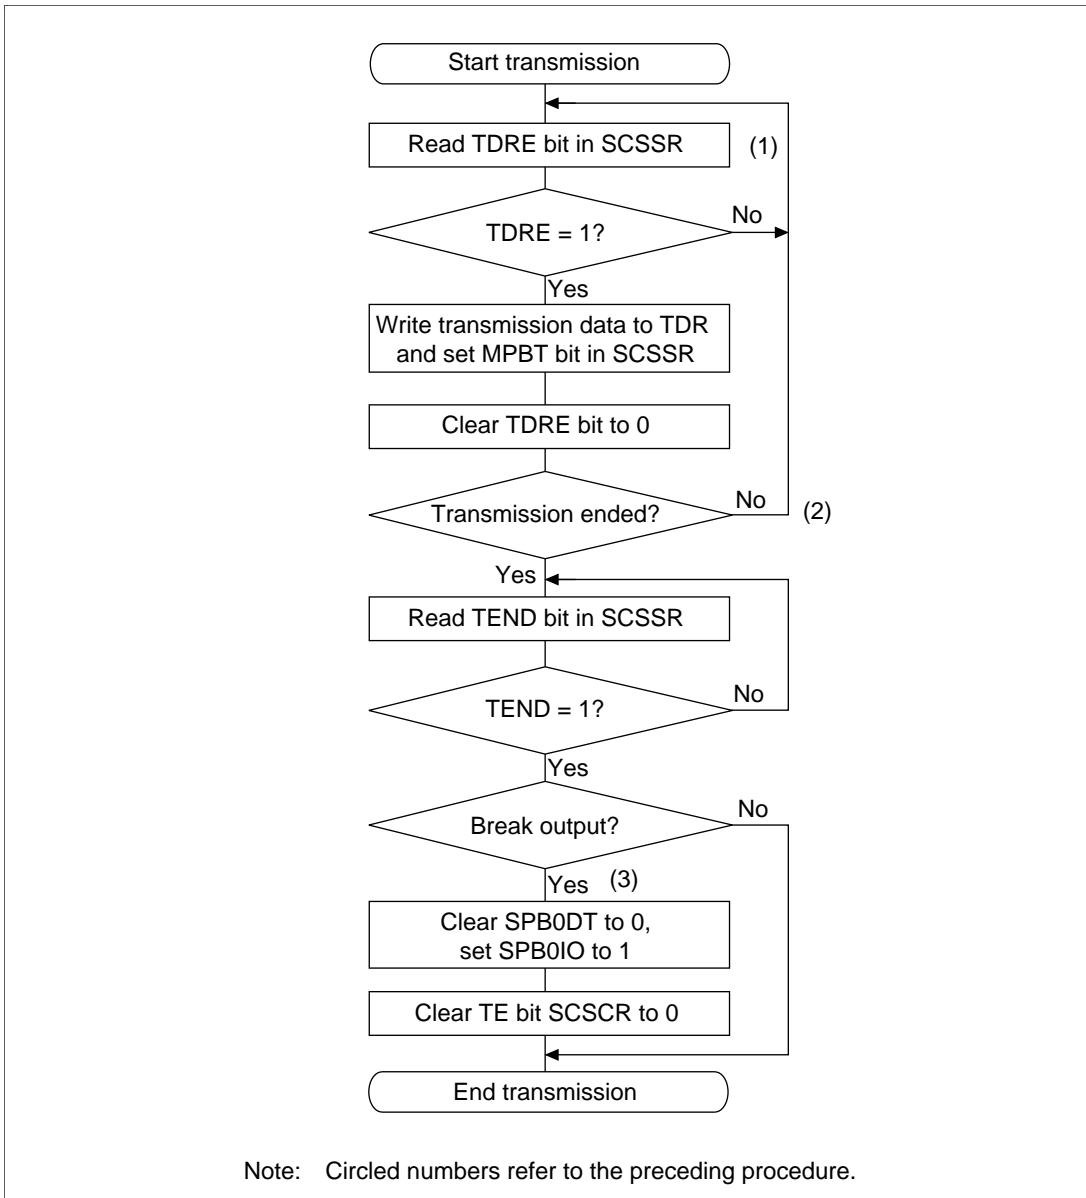 Start transmission
Read TDRE bit in SCSSR
(1)
TDRE = 1?
No
Yes
Write transmission data to TDR
and set MPBT bit in SCSSR
Clear TDRE bit to 0
Transmission ended?
No
(2)
Yes
Read TEND bit in SCSSR
TEND = 1?
No
Yes
Break output?
No
Yes
(3)
Clear SPB0DT to 0,
set SPB0IO to 1
Clear TE bit SCSCR to 0
End transmission
Note: Circled numbers refer to the preceding procedure.